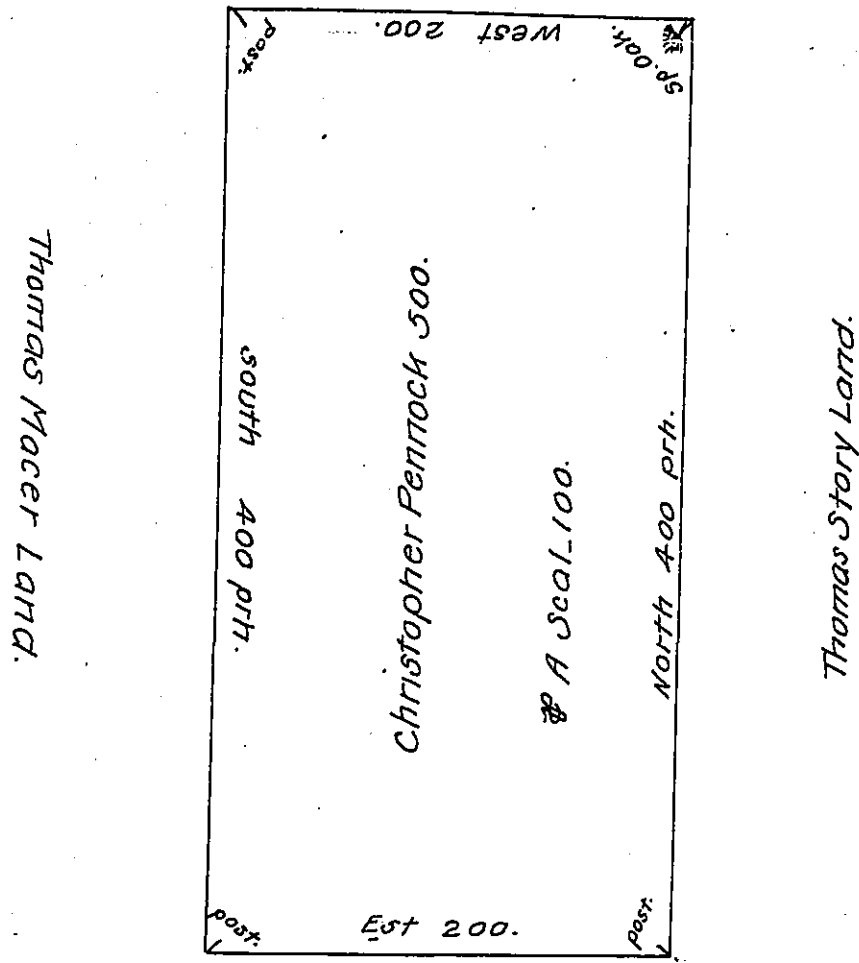 West 200.
post.
Sp. Oak.
Thomas Macer Land.
South 400 prh.
Christopher Pennock 500.
A Scal_100.
North 400 prh.
Thomas Story Land.
post.
Est 200.
post.